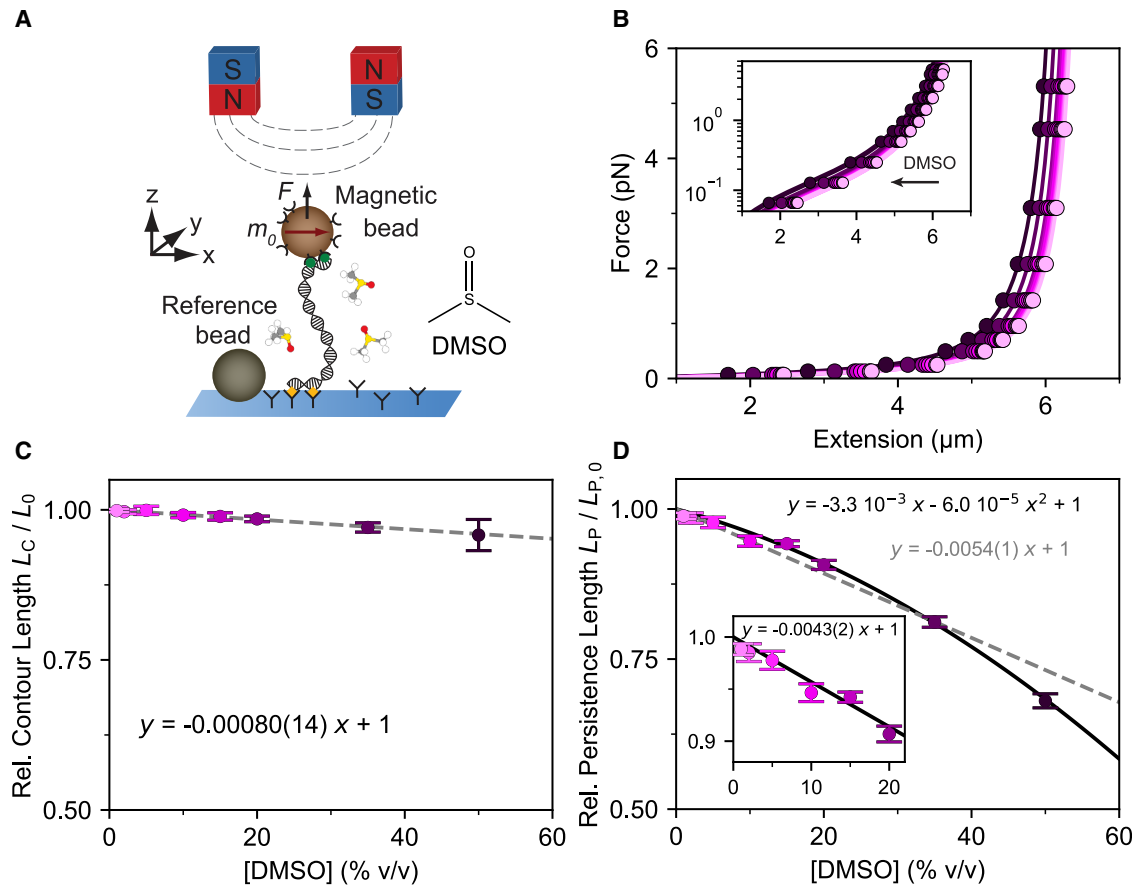 A
S
N
N
S
F
Magnetic
bead
m0
z
y
x
Reference
bead
O
S
DMSO
B
Force (pN)
6
4
2
0
10⁰
10⁻¹
DMSO
2 4 6
2 4 6
Extension (µm)
C
Rel. Contour Length LC / L0
1.00
0.75
0.50
y = -0.00080(14) x + 1
0 20 40 60
[DMSO] (% v/v)
D
Rel. Persistence Length LP / LP, 0
1.00
0.75
0.50
y = -3.3 10⁻³ x - 6.0 10⁻⁵ x² + 1
y = -0.0054(1) x + 1
y = -0.0043(2) x + 1
1.0
0.9
0 10 20
0 20 40 60
[DMSO] (% v/v)